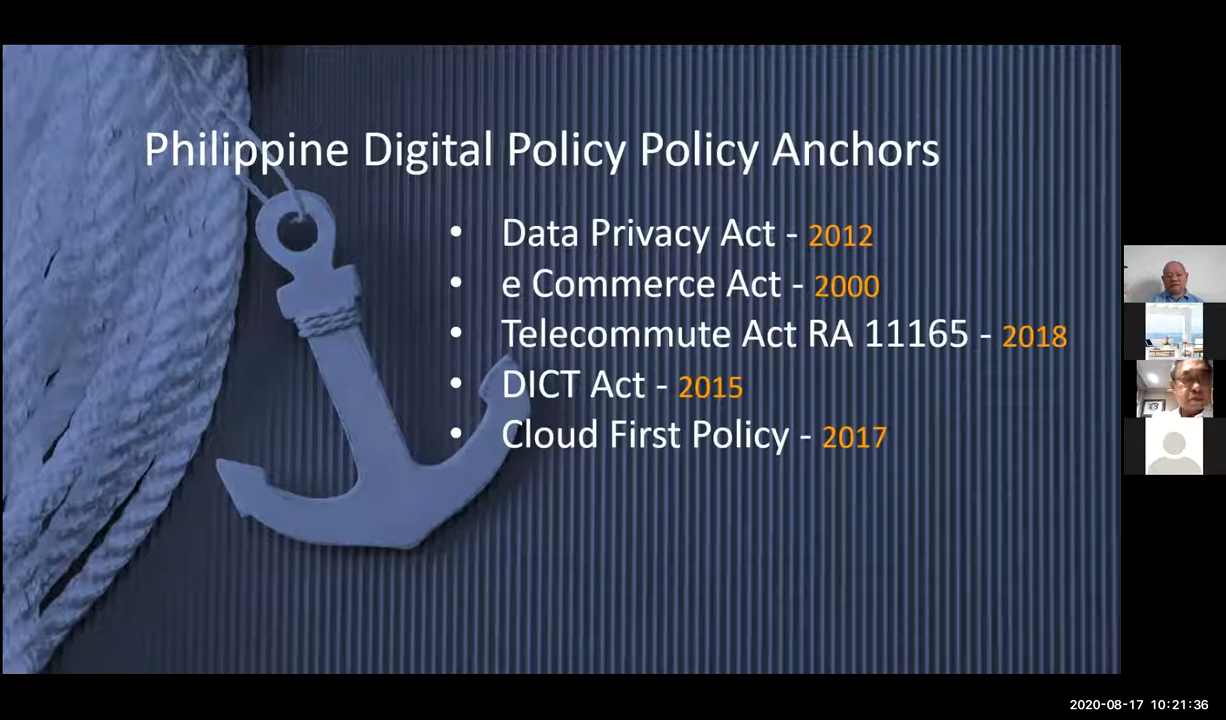 Philippine Digital Policy Policy Anchors
• Data Privacy Act - 2012
• e Commerce Act - 2000
• Telecommute Act RA 11165 - 2018
• DICT Act - 2015
• Cloud First Policy - 2017
2020-08-17 10:21:36